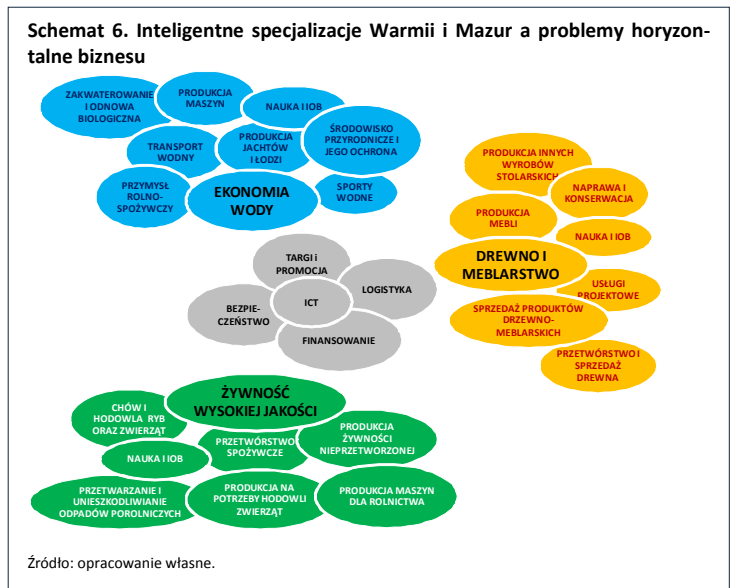 Schemat 6. Inteligentne specjalizacje Warmii i Mazur a problemy horyzon-
talne biznesu
ZAKWATEROWANIE
I ODNOWA
BIOLOGICZNA
PRODUKCJA
MASZYN
NAUKA I IOB
ŚRODOWISKO
PRZYRODNICZE I
JEGO OCHRONA
TRANSPORT
WODNY
PRODUKCJA
JACHTÓW
I ŁODZI
PRZYMYSŁ
ROLNO-
SPOŻYWCZY
EKONOMIA
WODY
SPORTY
WODNE
PRODUKCJA INNYCH
WYROBÓW
STOLARSKICH
NAPRAWA I
KONSERWACJA
PRODUKCJA
MEBLI
NAUKA I IOB
DREWNO I
MEBLARSTWO
USŁUGI
PROJEKTOWE
SPRZEDAŻ PRODUKTÓW
DRZEWNO-
MEBLARSKICH
PRZETWÓRSTWO I
SPRZEDAŻ
DREWNA
TARGI i
PROMOCJA
LOGISTYKA
BEZPIE-
CZEŃSTWO
ICT
FINANSOWANIE
ŻYWNOŚĆ
WYSOKIEJ JAKOŚCI
CHÓW I
HODOWLA RYB
ORAZ ZWIERZĄT
PRODUKCJA
ŻYWNOŚCI
NIEPRZETWORZONEJ
PRZETWÓRSTWO
SPOŻYWCZE
NAUKA I IOB
PRZETWARZANIE I
UNIESZKODLIWIANIE
ODPADÓW POROLNICZYCH
PRODUKCJA NA
POTRZEBY HODOWLI
ZWIERZĄT
PRODUKCJA MASZYN
DLA ROLNICTWA
Źródło: opracowanie własne.